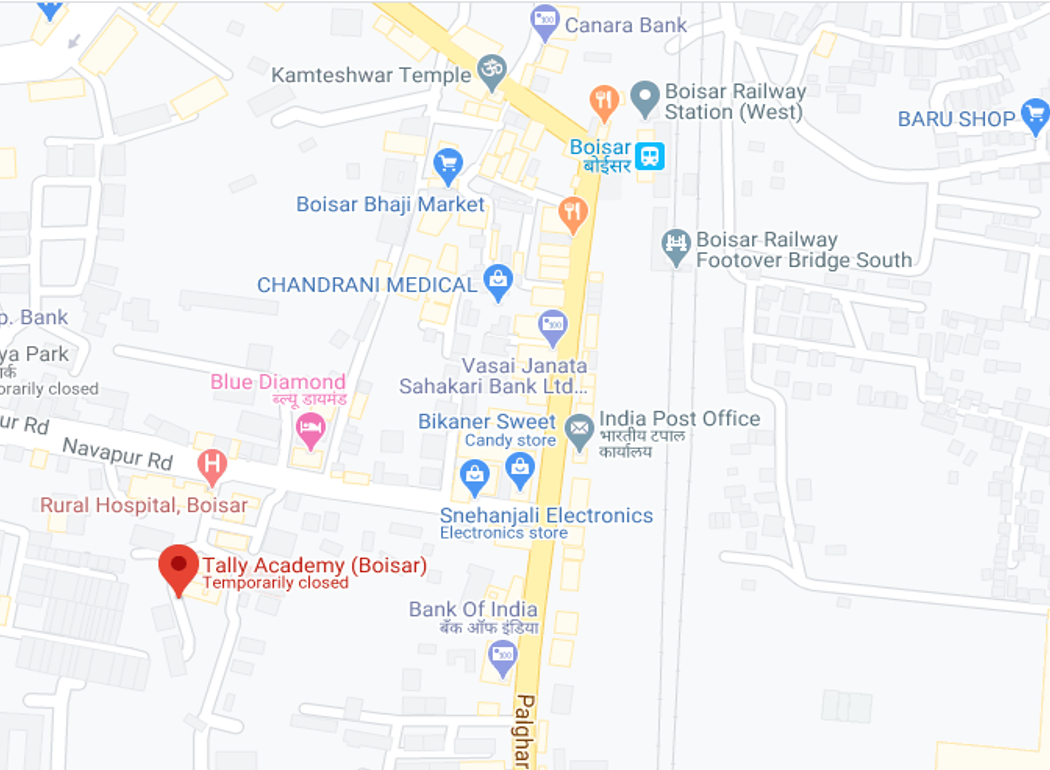 Canara Bank
Kamteshwar Temple
Boisar Railway
Station (West)
BARU SHOP
Boisar
बोईसर
Boisar Bhaji Market
Boisar Railway
Footover Bridge South
CHANDRANI MEDICAL
p. Bank
ya Park
र्क
orarily closed
Vasai Janata
Sahakari Bank Ltd...
Blue Diamond
ब्ल्यू डायमंड
Bikaner Sweet
Candy store
India Post Office
भारतीय टपाल
कार्यालय
ur Rd
Navapur Rd
Rural Hospital, Boisar
Snehanjali Electronics
Electronics store
Tally Academy (Boisar)
Temporarily closed
Bank Of India
बॅंक ऑफ इंडिया
Palghar